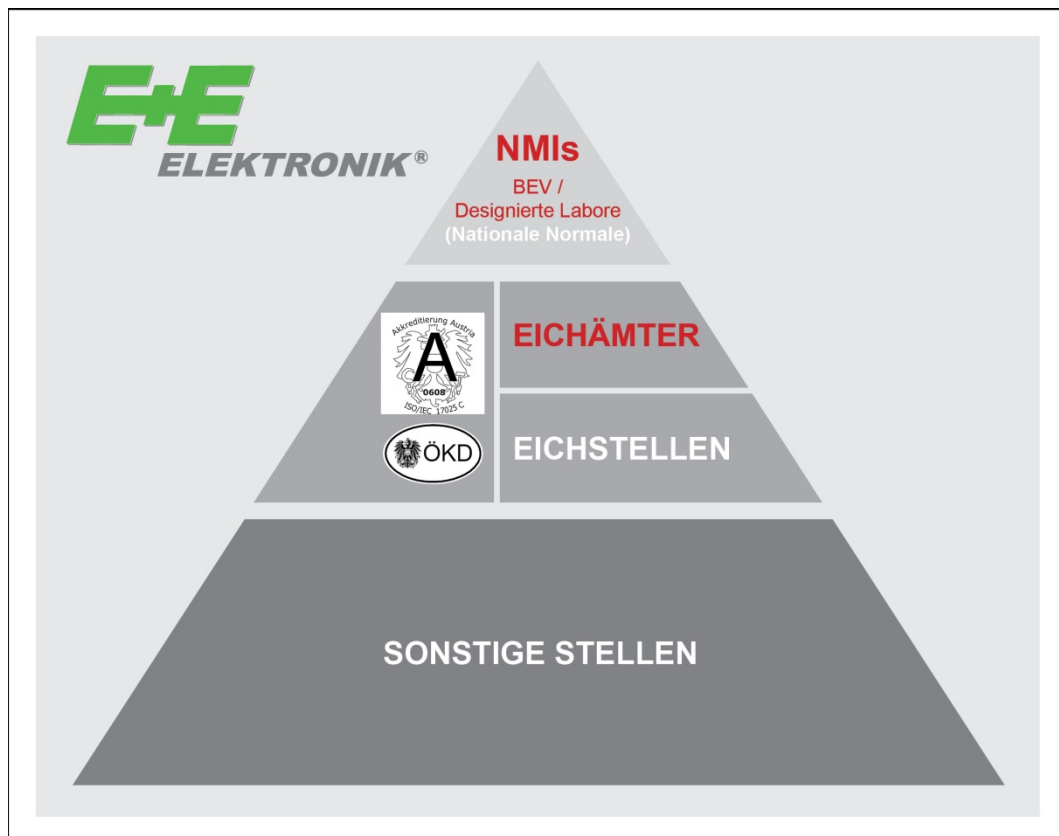 E+E
ELEKTRONIK®
NMIs
BEV /
Designierte Labore
(Nationale Normale)
Akkreditierung Austria
A
0608
ISO/IEC 17025 C
EICHÄMTER
ÖKD
EICHSTELLEN
SONSTIGE STELLEN